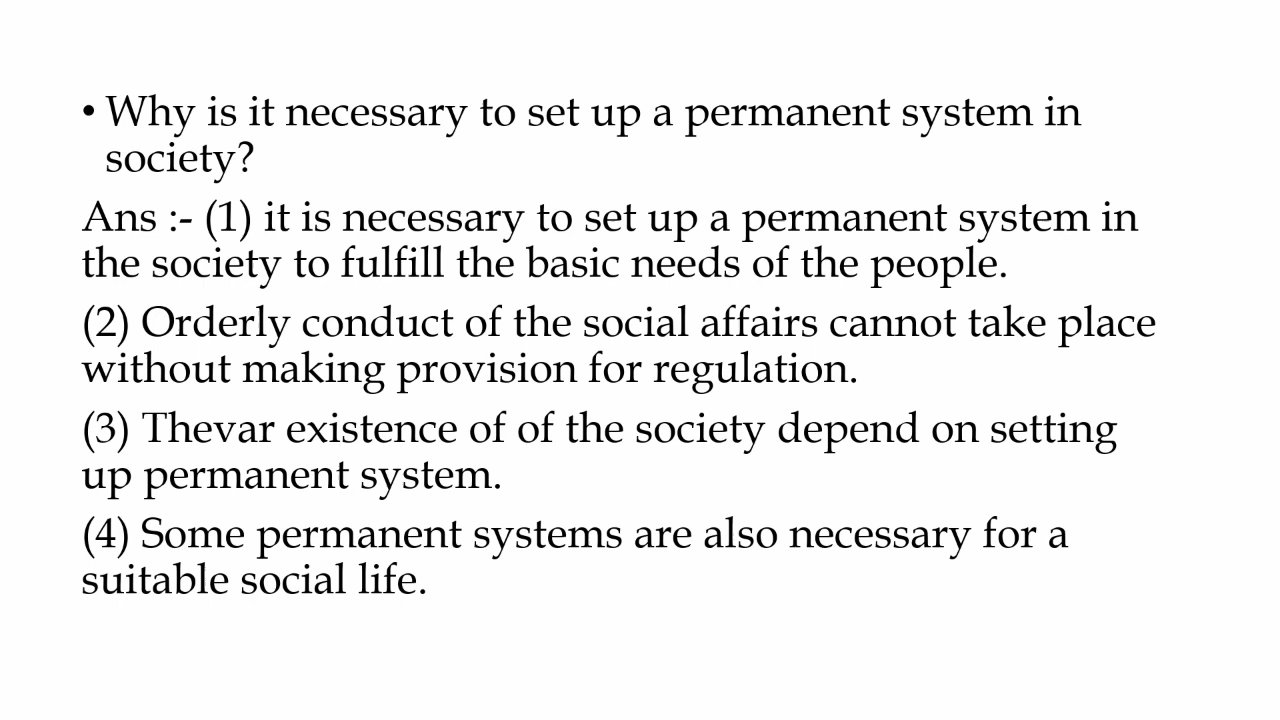 • Why is it necessary to set up a permanent system in
society?
Ans :- (1) it is necessary to set up a permanent system in
the society to fulfill the basic needs of the people.
(2) Orderly conduct of the social affairs cannot take place
without making provision for regulation.
(3) Thevar existence of of the society depend on setting
up permanent system.
(4) Some permanent systems are also necessary for a
suitable social life.